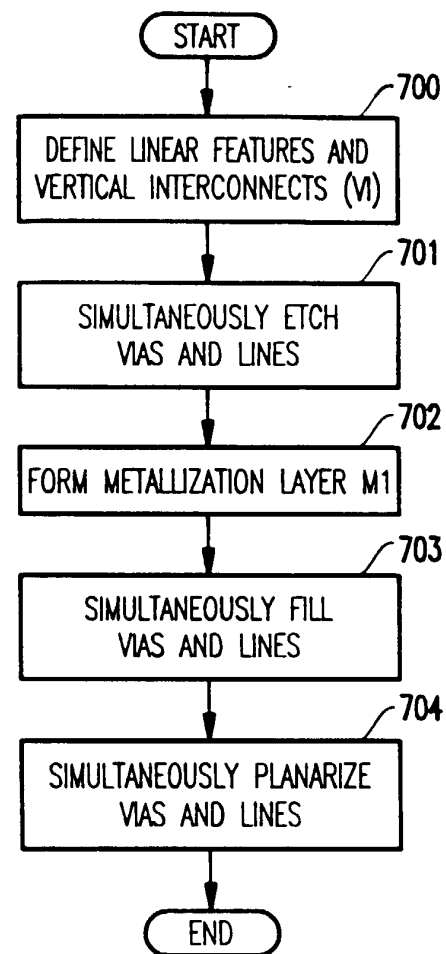 START
700
DEFINE LINEAR FEATURES AND
VERTICAL INTERCONNECTS (VI)
701
SIMULTANEOUSLY ETCH
VIAS AND LINES
702
FORM METALLIZATION LAYER M1
703
SIMULTANEOUSLY FILL
VIAS AND LINES
704
SIMULTANEOUSLY PLANARIZE
VIAS AND LINES
END